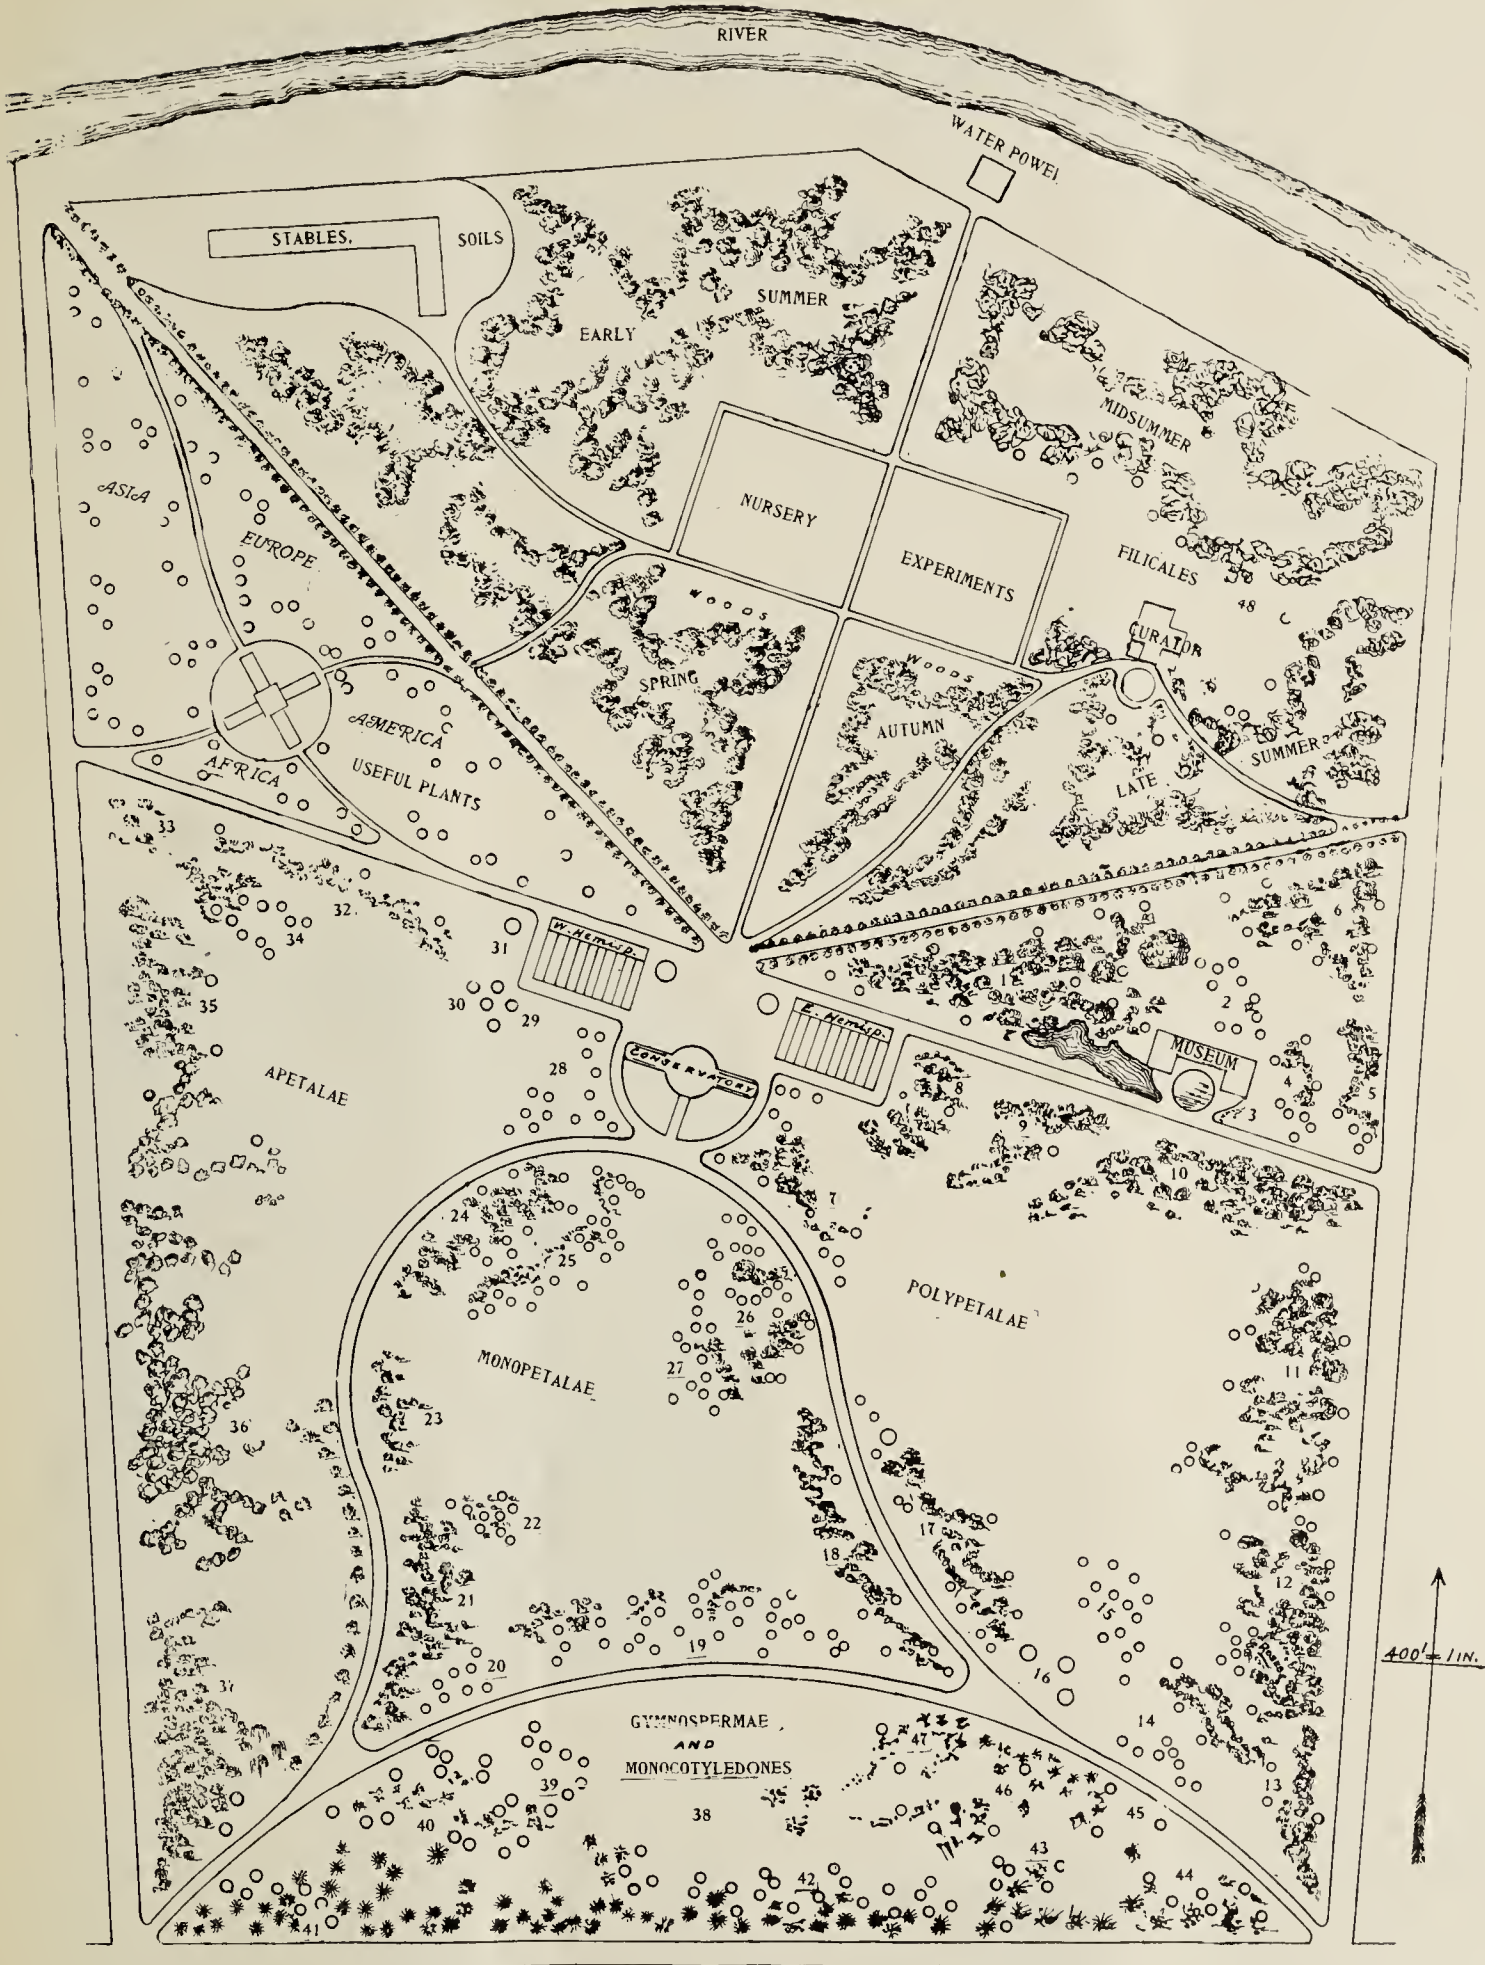 RIVER
WATER POWER
STABLES.
SOILS
SUMMER
EARLY
MIDSUMMER
ASIA
NURSERY
EUROPE
EXPERIMENTS
FILICALES
48
WOODS
CURATOR
SPRING
WOODS
AUTUMN
AMERICA
SUMMER
AFRICA
USEFUL PLANTS
LATE
33
32
34
6
31
W. Hemisp.
35
1
2
30
29
E. Hemisp.
MUSEUM
28
CONSERVATORY
APETALAE
8
4
5
3
9
10
7
24
25
POLYPETALAE
26
MONOPETALAE
27
11
23
36
22
17
18
12
21
15
19
20
16
37
400' = 1 IN.
GYMNOSPERMAE
AND
MONOCOTYLEDONES
47
14
39
46
13
38
45
40
43
42
44
41